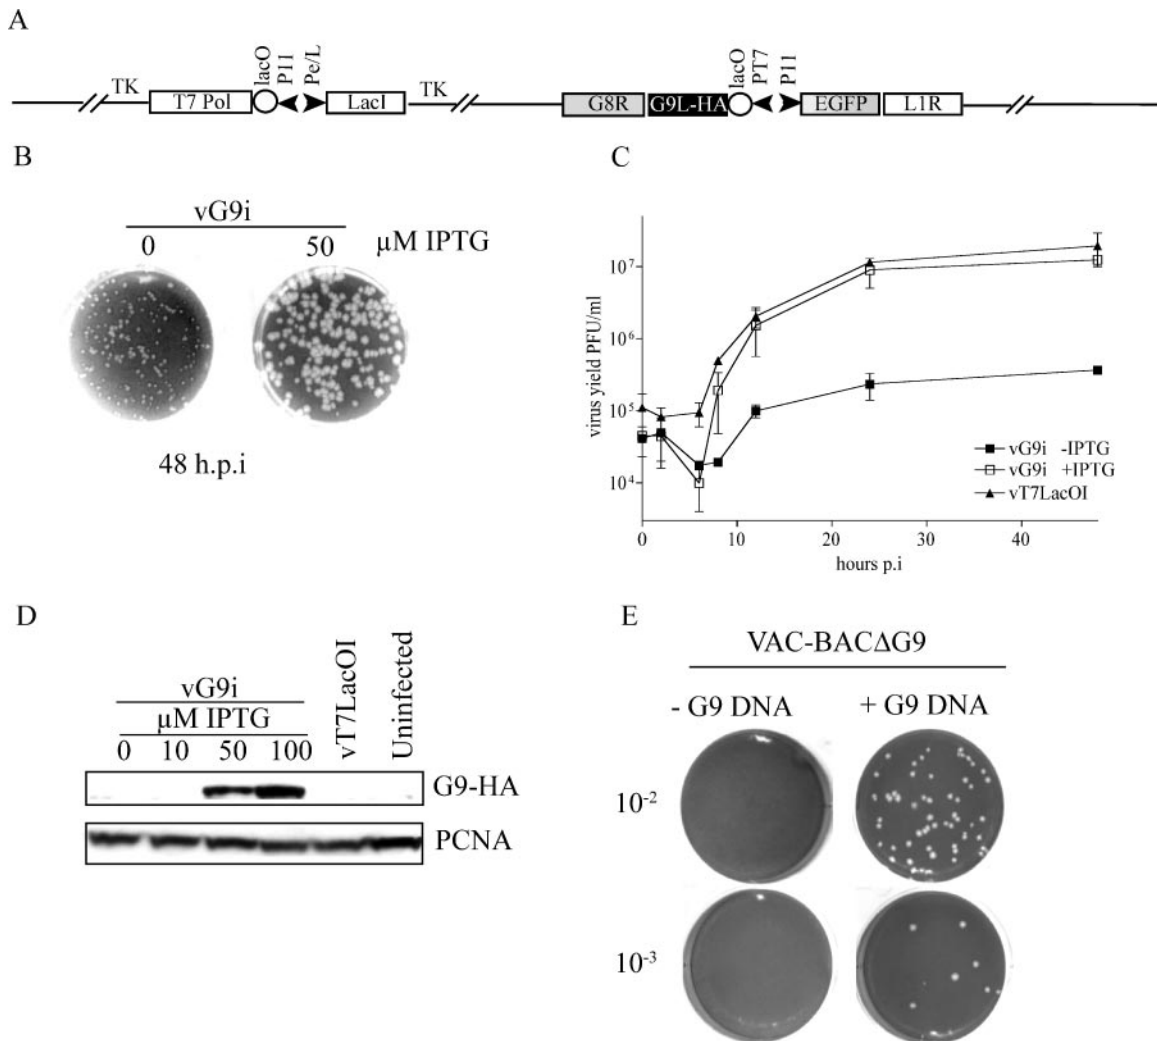 A
TK T7 Pol lacO P11 Pe/L LacI TK G8R G9L-HA lacO PT7 P11 EGFP L1R
B
vG9i
0 50 µM IPTG
48 h.p.i
C
virus yield PFU/ml
10⁷
10⁶
10⁵
10⁴
0 10 20 30 40
hours p.i
vG9i -IPTG
vG9i +IPTG
vT7LacOI
D
vG9i
µM IPTG
0 10 50 100 vT7LacOI Uninfected
G9-HA
PCNA
E
VAC-BACΔG9
- G9 DNA + G9 DNA
10⁻²
10⁻³